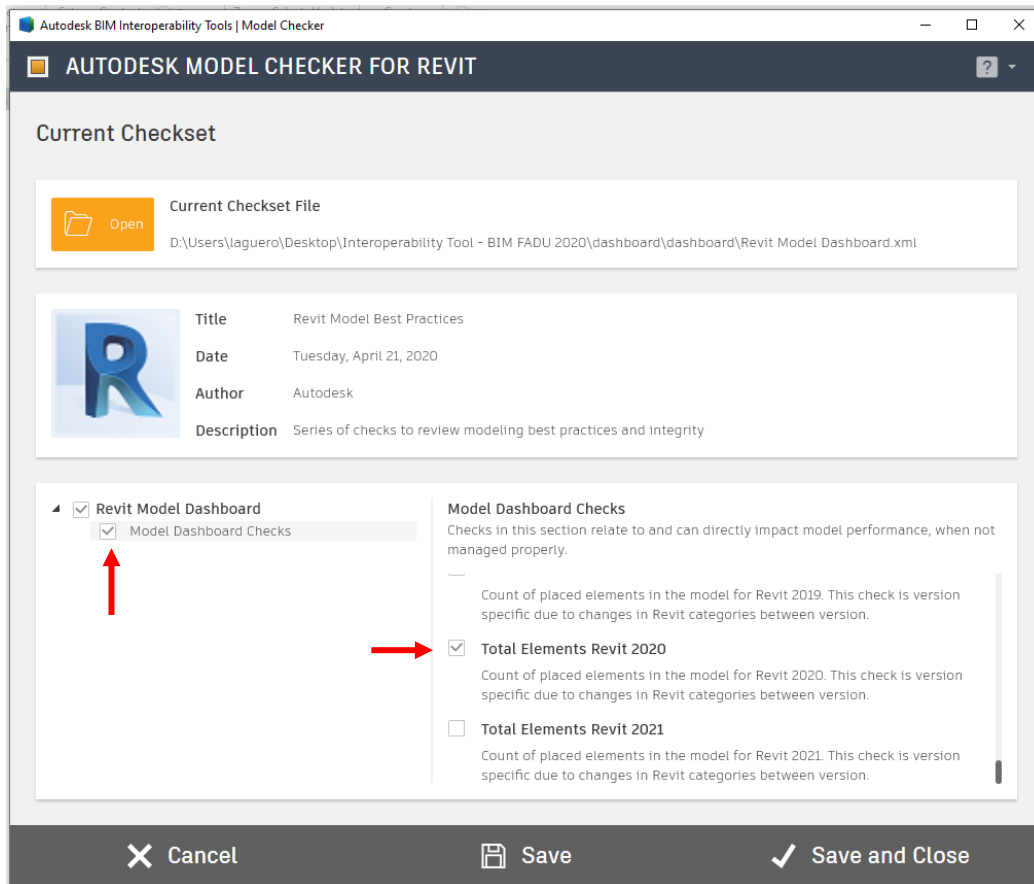 Autodesk BIM Interoperability Tools | Model Checker
AUTODESK MODEL CHECKER FOR REVIT
?
Current Checkset
Current Checkset File
Open
D:\Users\laguero\Desktop\Interoperability Tool - BIM FADU 2020\dashboard\dashboard\Revit Model Dashboard.xml
Title Revit Model Best Practices
Date Tuesday, April 21, 2020
Author Autodesk
Description Series of checks to review modeling best practices and integrity
Revit Model Dashboard
Model Dashboard Checks
Model Dashboard Checks
Checks in this section relate to and can directly impact model performance, when not
managed properly.
Count of placed elements in the model for Revit 2019. This check is version
specific due to changes in Revit categories between version.
Total Elements Revit 2020
Count of placed elements in the model for Revit 2020. This check is version
specific due to changes in Revit categories between version.
Total Elements Revit 2021
Count of placed elements in the model for Revit 2021. This check is version
specific due to changes in Revit categories between version.
Cancel Save Save and Close